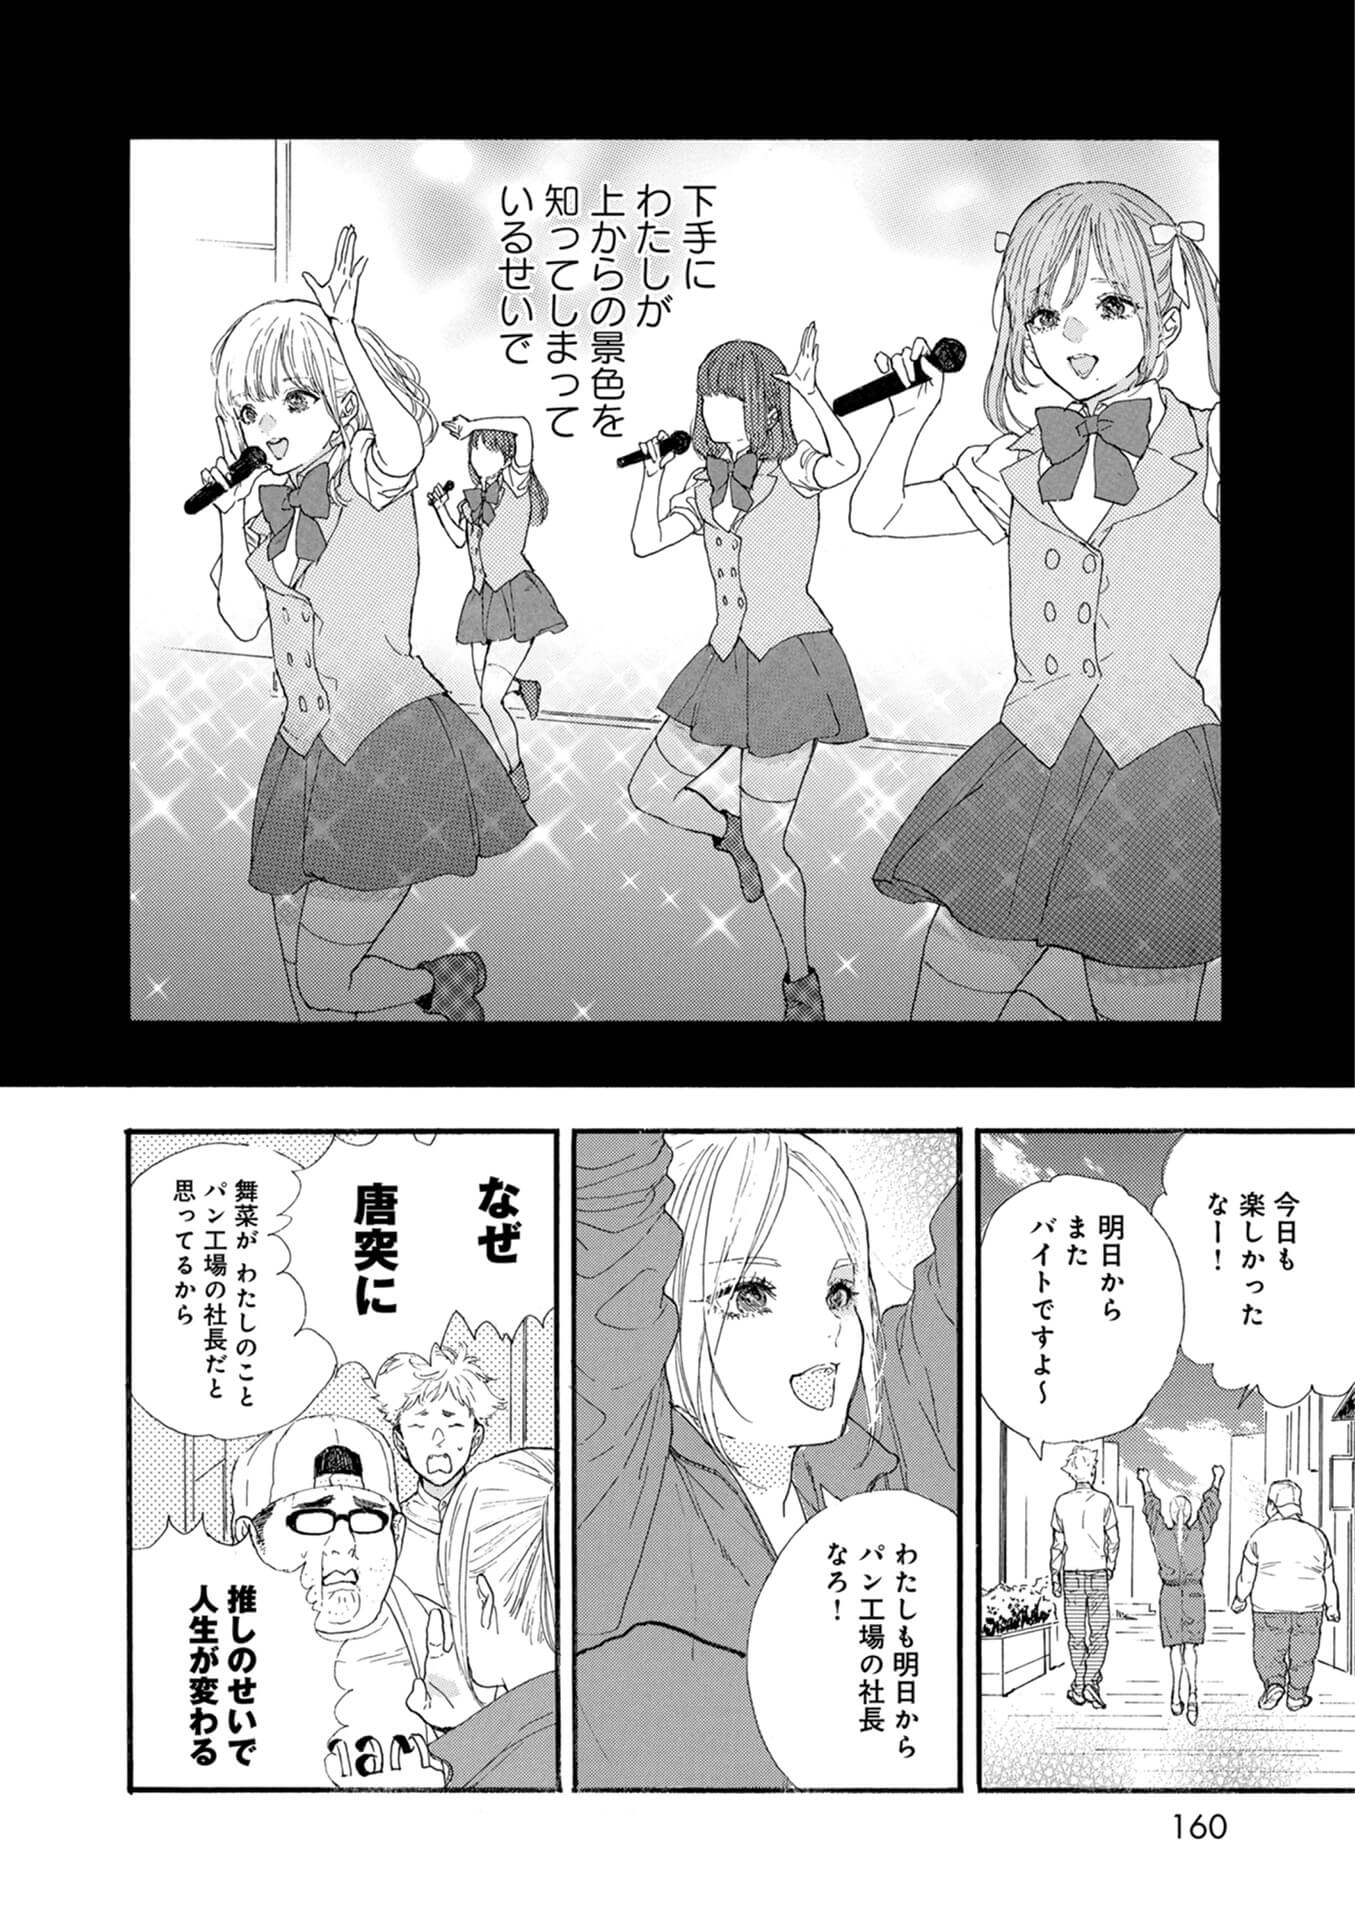 下手に
わたしが
上からの景色を
知ってしまって
いるせいで
今日も
楽しかった
なー！
明日から
また
バイトですよ～
わたしも明日から
パン工場の社長
なろ！
なぜ
唐突に
舞菜が わたしのこと
パン工場の社長だと
思ってるから
推しのせいで
人生が変わる
160